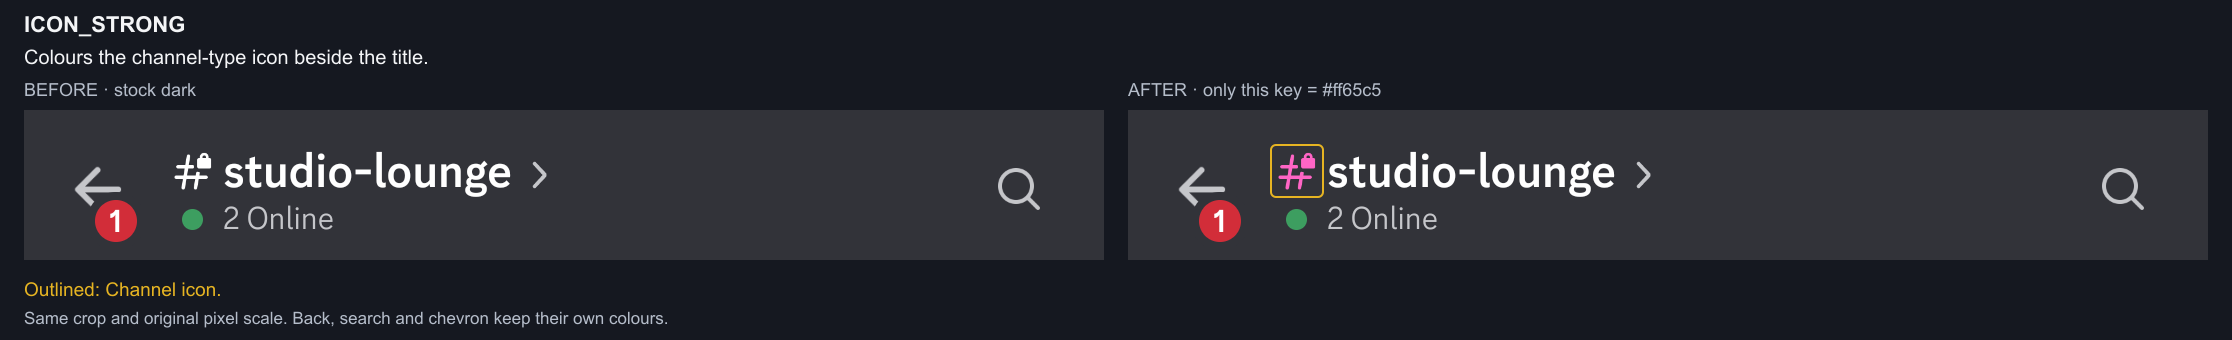 ICON_STRONG
Colours the channel-type icon beside the title.
BEFORE · stock dark
# studio-lounge >
1
2 Online
AFTER · only this key = #ff65c5
# studio-lounge >
1
2 Online
Outlined: Channel icon.
Same crop and original pixel scale. Back, search and chevron keep their own colours.